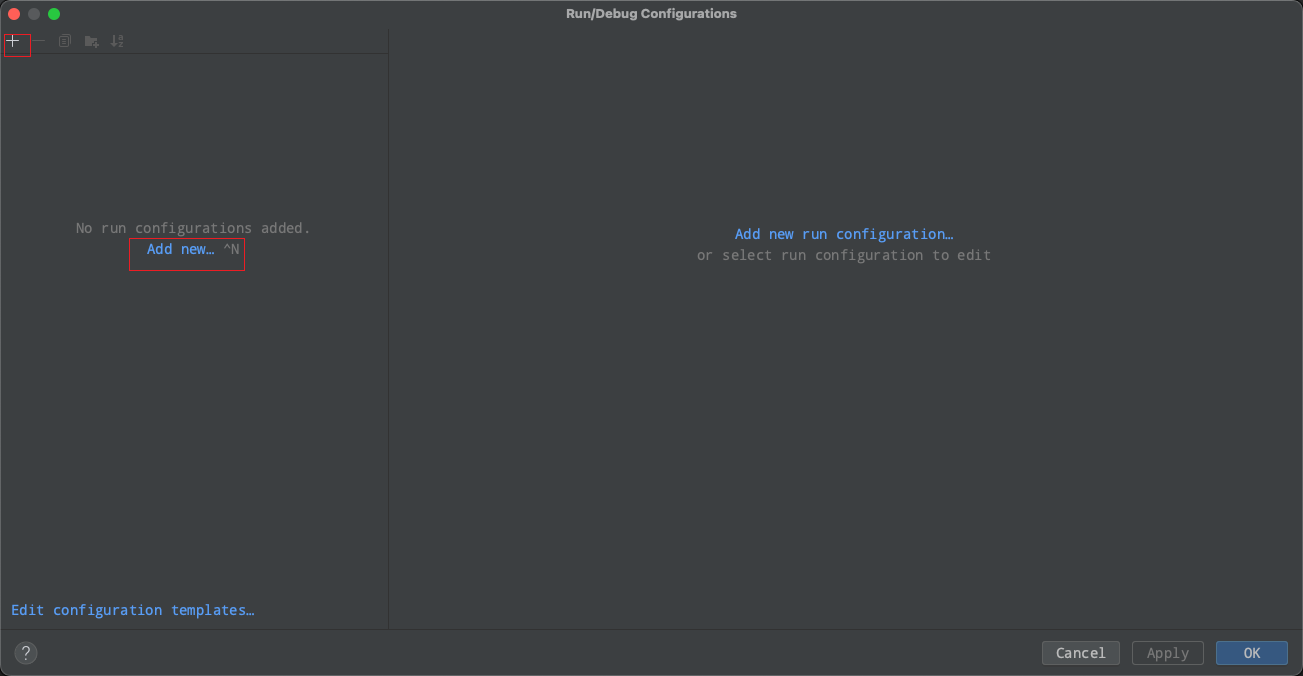 Run/Debug Configurations
No run configurations added.
Add new… ^N
Add new run configuration…
or select run configuration to edit
Edit configuration templates…
?
Cancel
Apply
OK